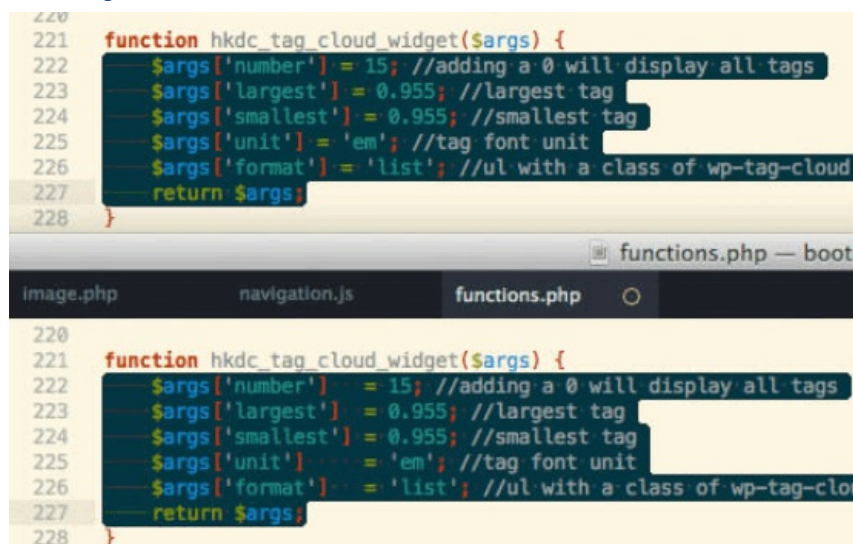 220
221 function hkdc_tag_cloud_widget($args) {
222 $args['number'] = 15; //adding a 0 will display all tags
223 $args['largest'] = 0.955; //largest tag
224 $args['smallest'] = 0.955; //smallest tag
225 $args['unit'] = 'em'; //tag font unit
226 $args['format'] = 'list'; //ul with a class of wp-tag-cloud
227 return $args;
228 }
functions.php — boot
image.php navigation.js functions.php
220
221 function hkdc_tag_cloud_widget($args) {
222 $args['number']   = 15; //adding a 0 will display all tags
223 $args['largest']  = 0.955; //largest tag
224 $args['smallest'] = 0.955; //smallest tag
225 $args['unit']     = 'em'; //tag font unit
226 $args['format']   = 'list'; //ul with a class of wp-tag-clo
227 return $args;
228 }